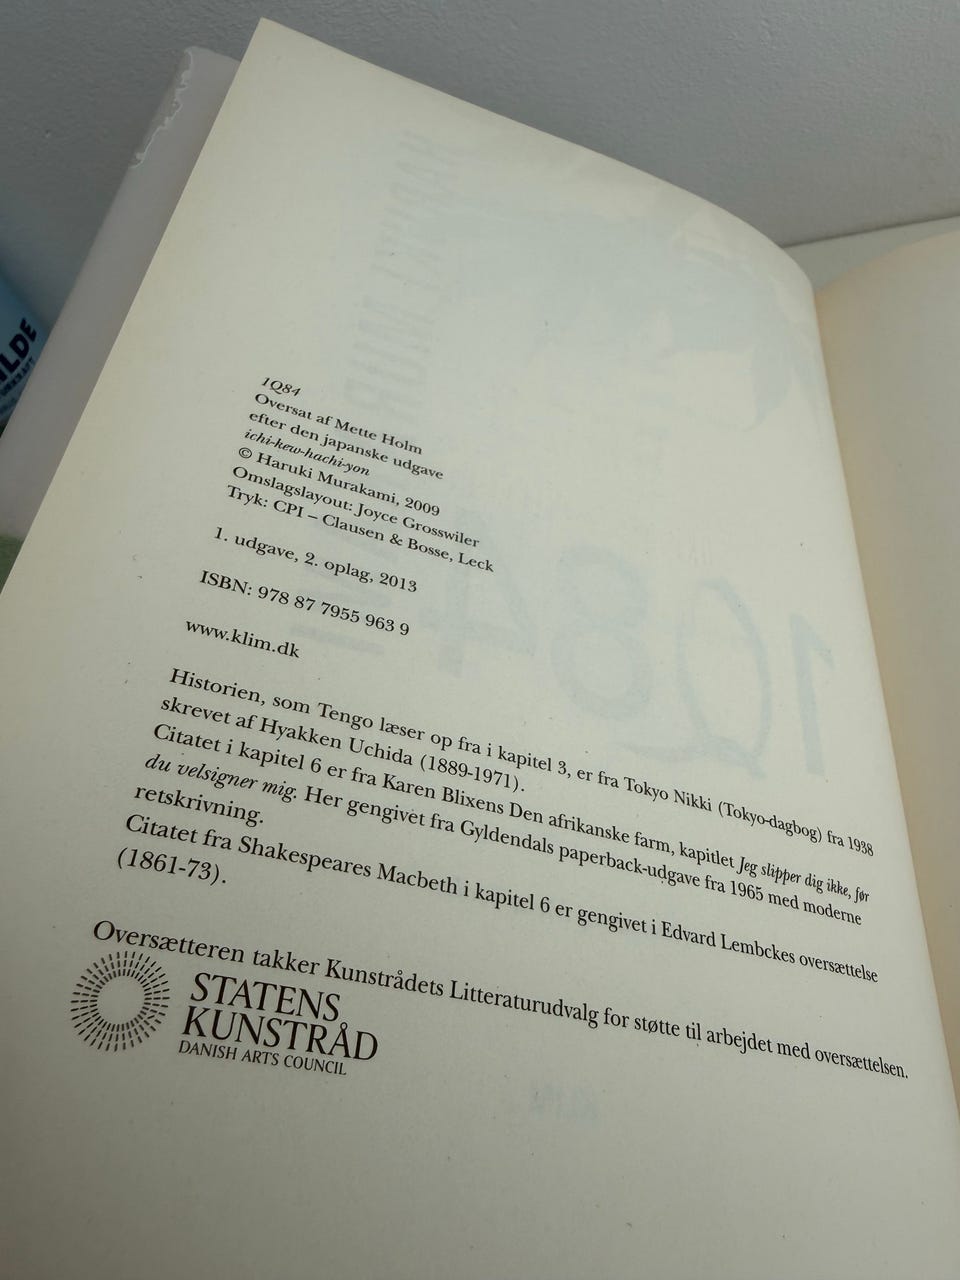 1Q84
Oversat af Mette Holm
efter den japanske udgave
ichi-kew-hachi-yon
© Haruki Murakami, 2009
Omslagslayout: Joyce Grosswiler
Tryk: CPI – Clausen & Bosse, Leck
1. udgave, 2. oplag, 2013
ISBN: 978 87 7955 963 9
www.klim.dk
Historien, som Tengo læser op fra i kapitel 3, er fra Tokyo Nikki (Tokyo-dagbog) fra 1938
skrevet af Hyakken Uchida (1889-1971).
Citatet i kapitel 6 er fra Karen Blixens Den afrikanske farm, kapitlet Jeg slipper dig ikke, før
du velsigner mig. Her gengivet fra Gyldendals paperback-udgave fra 1965 med moderne
retskrivning.
Citatet fra Shakespeares Macbeth i kapitel 6 er gengivet i Edvard Lembckes oversættelse
(1861-73).
Oversætteren takker Kunstrådets Litteraturudvalg for støtte til arbejdet med oversættelsen.
STATENS
KUNSTRÅD
DANISH ARTS COUNCIL